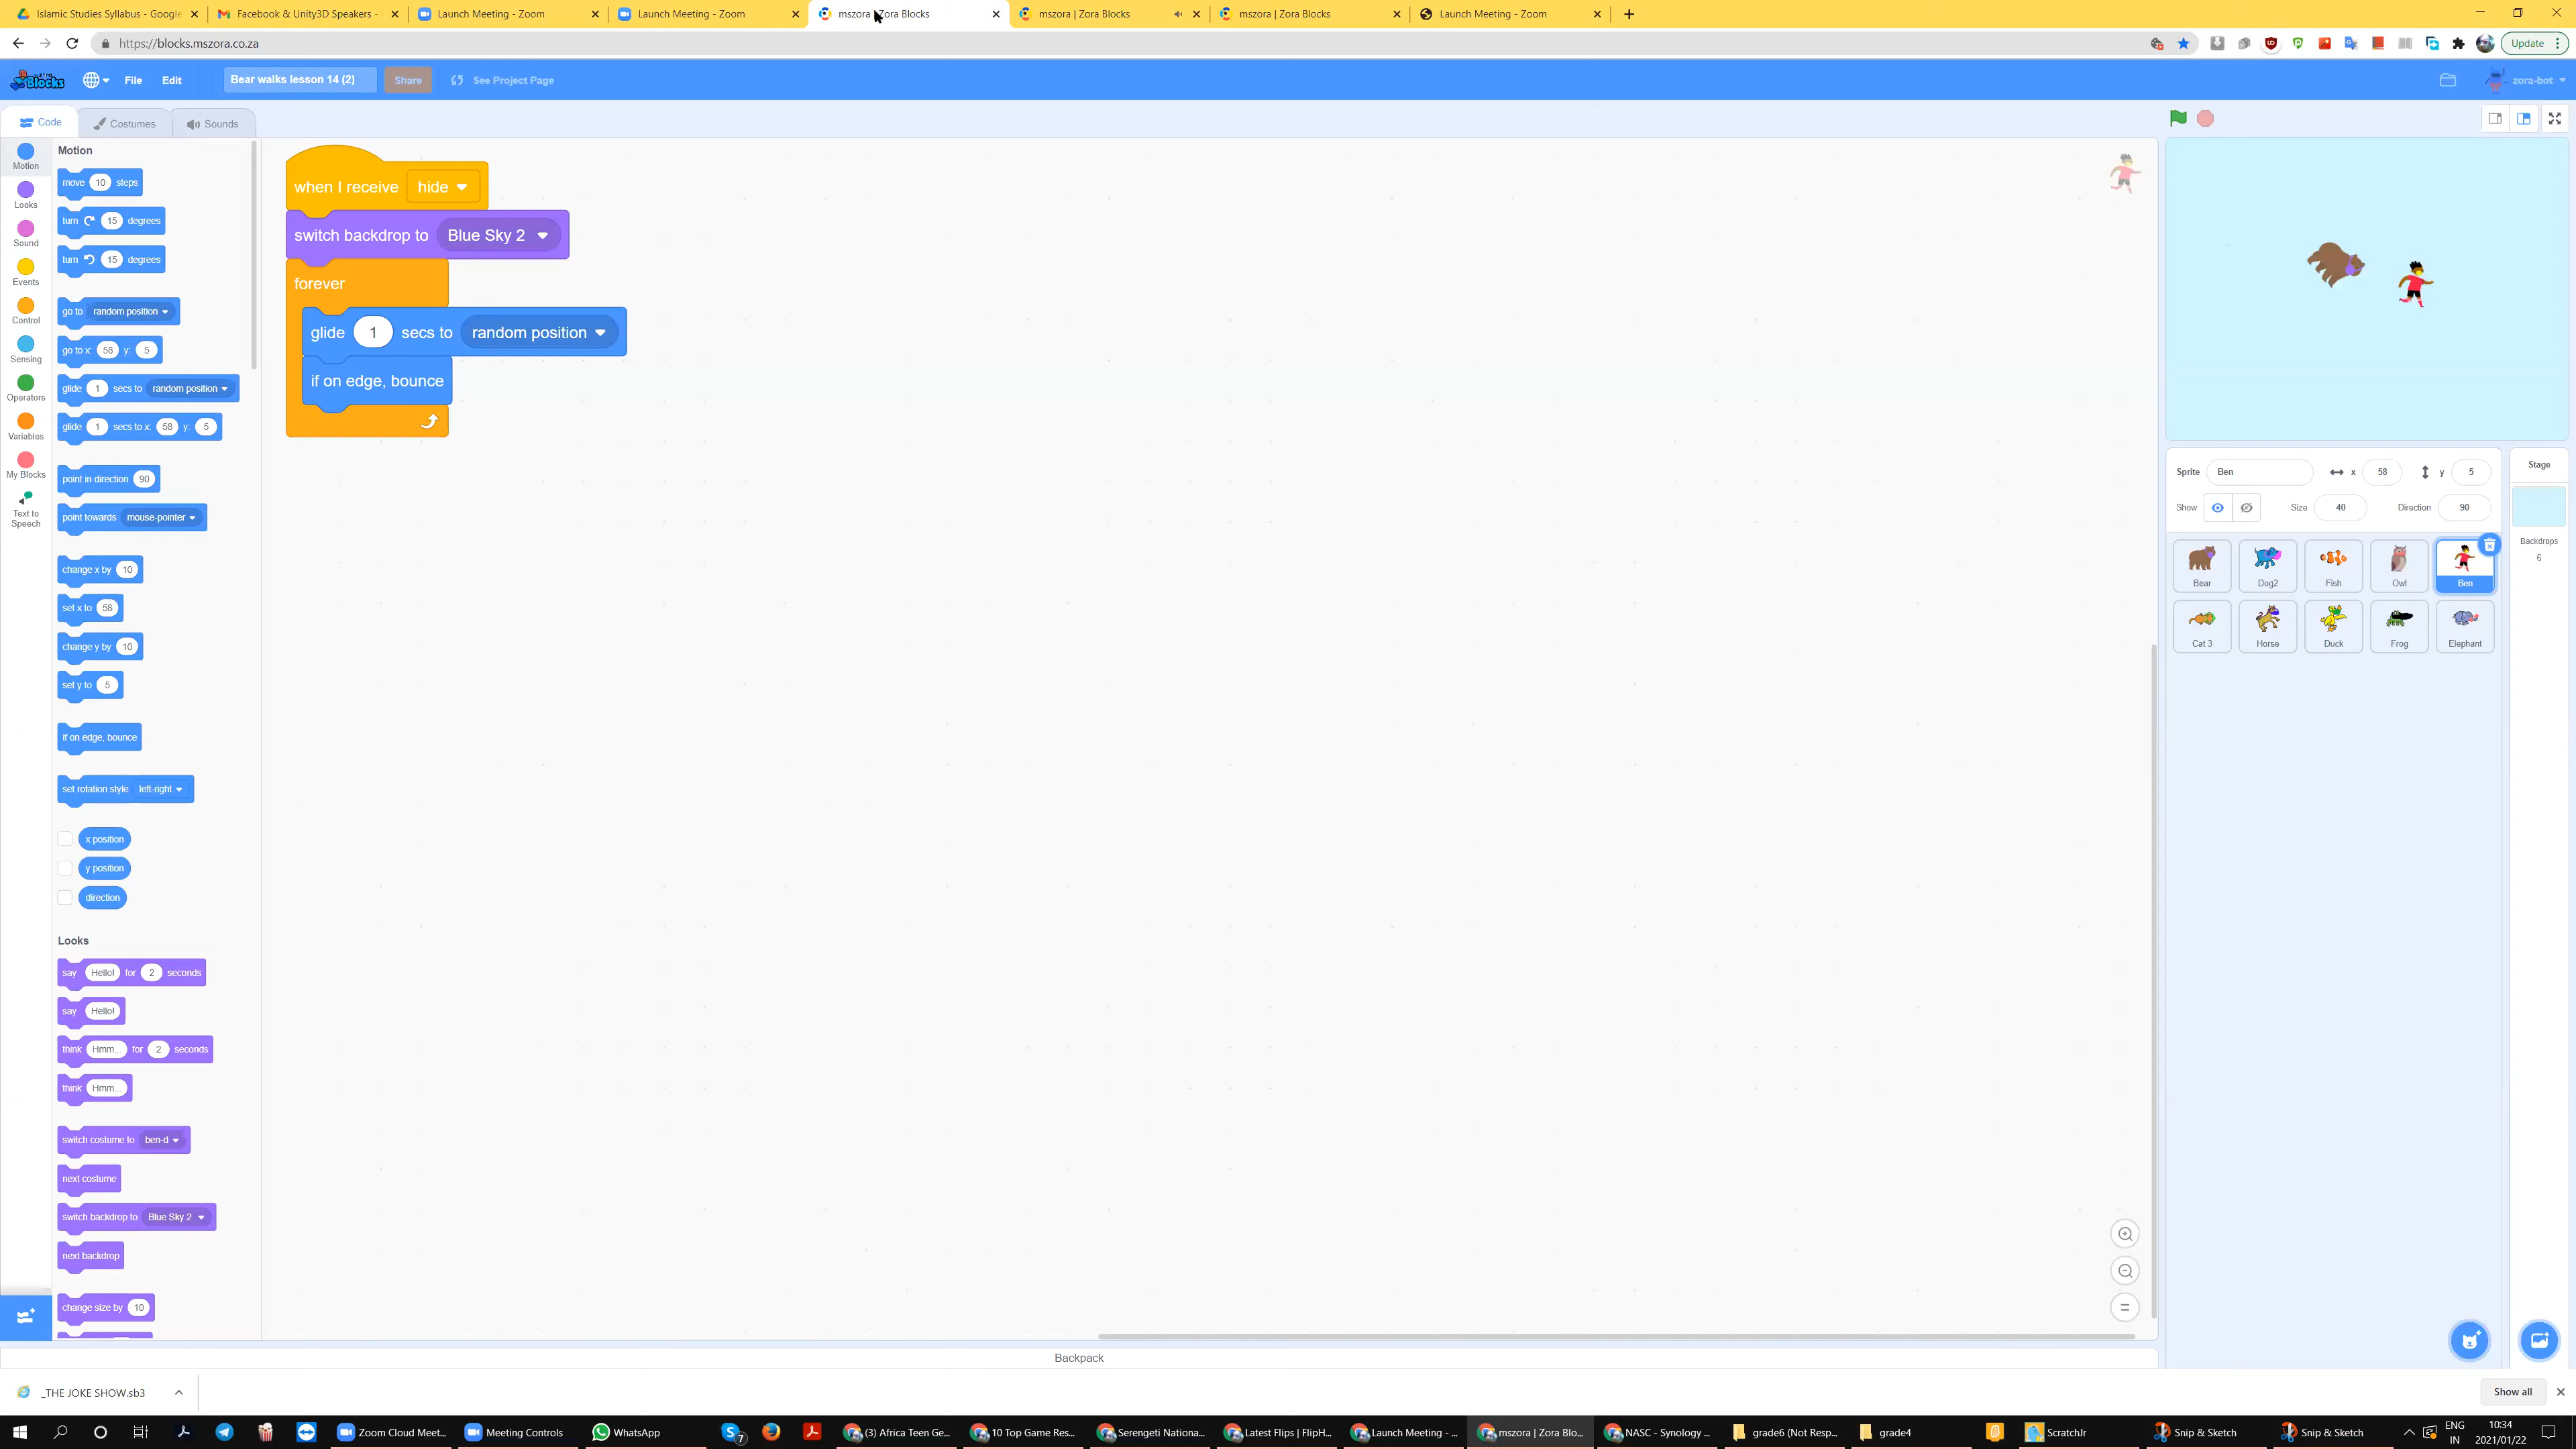 Islamic Studies Syllabus - Google
Facebook & Unity3D Speakers -
Launch Meeting - Zoom
Launch Meeting - Zoom
mszora | Zora Blocks
mszora | Zora Blocks
mszora | Zora Blocks
Launch Meeting - Zoom
https://blocks.mszora.co.za
Update
Blocks
File
Edit
Bear walks lesson 14 (2)
Share
See Project Page
zora-bot
Code
Costumes
Sounds
Motion
Looks
Sound
Events
Control
Sensing
Operators
Variables
My Blocks
Text to
Speech
Motion
move 10 steps
turn 15 degrees
turn 15 degrees
go to random position
go to x: 58 y: 5
glide 1 secs to random position
glide 1 secs to x: 58 y: 5
point in direction 90
point towards mouse-pointer
change x by 10
set x to 58
change y by 10
set y to 5
if on edge, bounce
set rotation style left-right
x position
y position
direction
Looks
say Hello! for 2 seconds
say Hello!
think Hmm... for 2 seconds
think Hmm...
switch costume to ben-d
next costume
switch backdrop to Blue Sky 2
next backdrop
change size by 10
when I receive hide
switch backdrop to Blue Sky 2
forever
glide 1 secs to random position
if on edge, bounce
Sprite Ben x 58 y 5
Show Size 40 Direction 90
Bear Dog2 Fish Owl Ben
Cat 3 Horse Duck Frog Elephant
Stage
Backdrops
6
Backpack
_THE JOKE SHOW.sb3
Show all
Zoom Cloud Meet...
Meeting Controls
WhatsApp
7
(3) Africa Teen Ge...
10 Top Game Res...
Serengeti Nationa...
Latest Flips | FlipH...
Launch Meeting - ...
mszora | Zora Blo...
NASC - Synology ...
grade6 (Not Resp...
grade4
ScratchJr
Snip & Sketch
Snip & Sketch
ENG
IN
10:34
2021/01/22